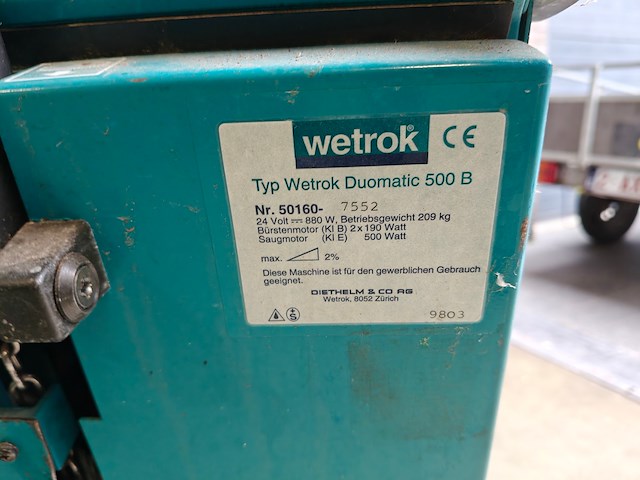 wetrok® CE
Typ Wetrok Duomatic 500 B
Nr. 50160- 7552
24 Volt ⎓ 880 W, Betriebsgewicht 209 kg
Bürstenmotor (Kl B) 2 x 190 Watt
Saugmotor (Kl E) 500 Watt
max. 2%
Diese Maschine ist für den gewerblichen Gebrauch
geeignet.
DIETHELM & CO AG
Wetrok, 8052 Zürich
S
9803